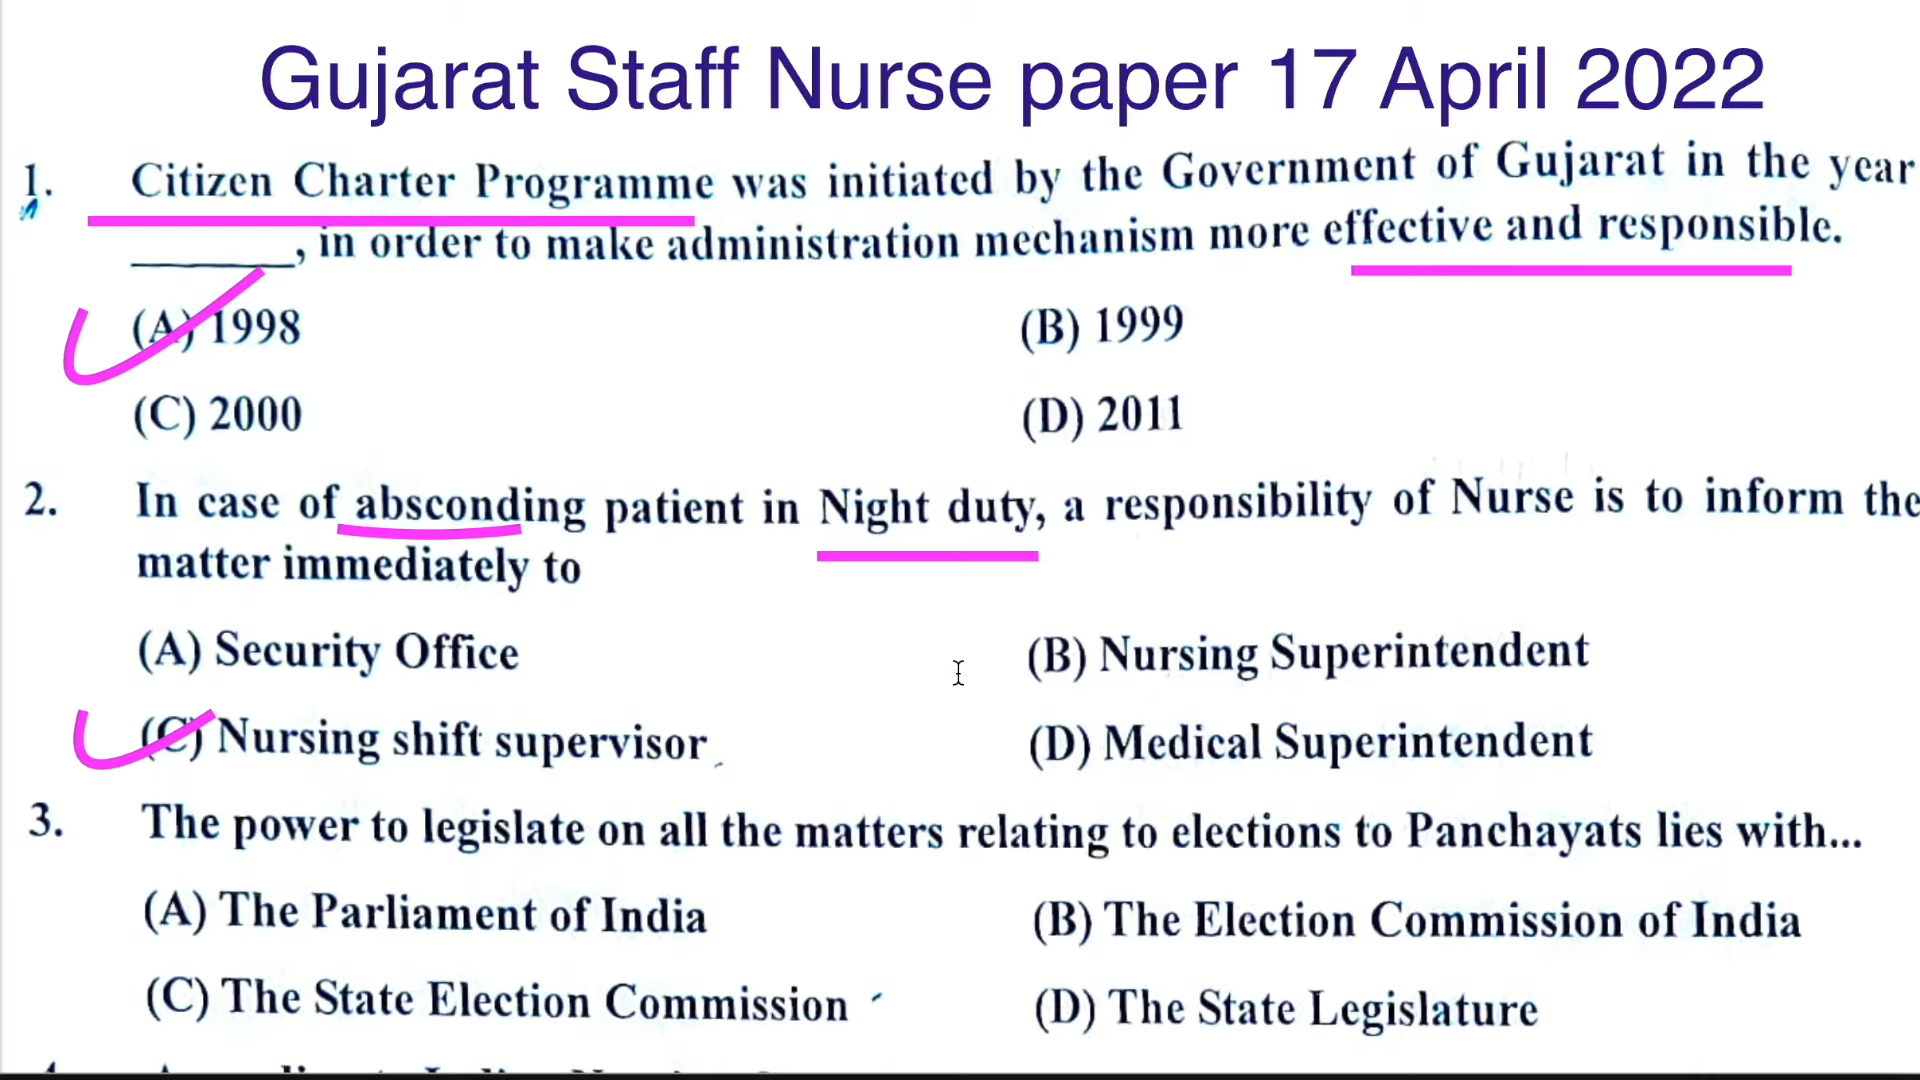 Gujarat Staff Nurse paper 17 April 2022
1. Citizen Charter Programme was initiated by the Government of Gujarat in the year
________, in order to make administration mechanism more effective and responsible.
(A) 1998 (B) 1999
(C) 2000 (D) 2011
2. In case of absconding patient in Night duty, a responsibility of Nurse is to inform the
matter immediately to
(A) Security Office (B) Nursing Superintendent
(C) Nursing shift supervisor (D) Medical Superintendent
3. The power to legislate on all the matters relating to elections to Panchayats lies with...
(A) The Parliament of India (B) The Election Commission of India
(C) The State Election Commission (D) The State Legislature